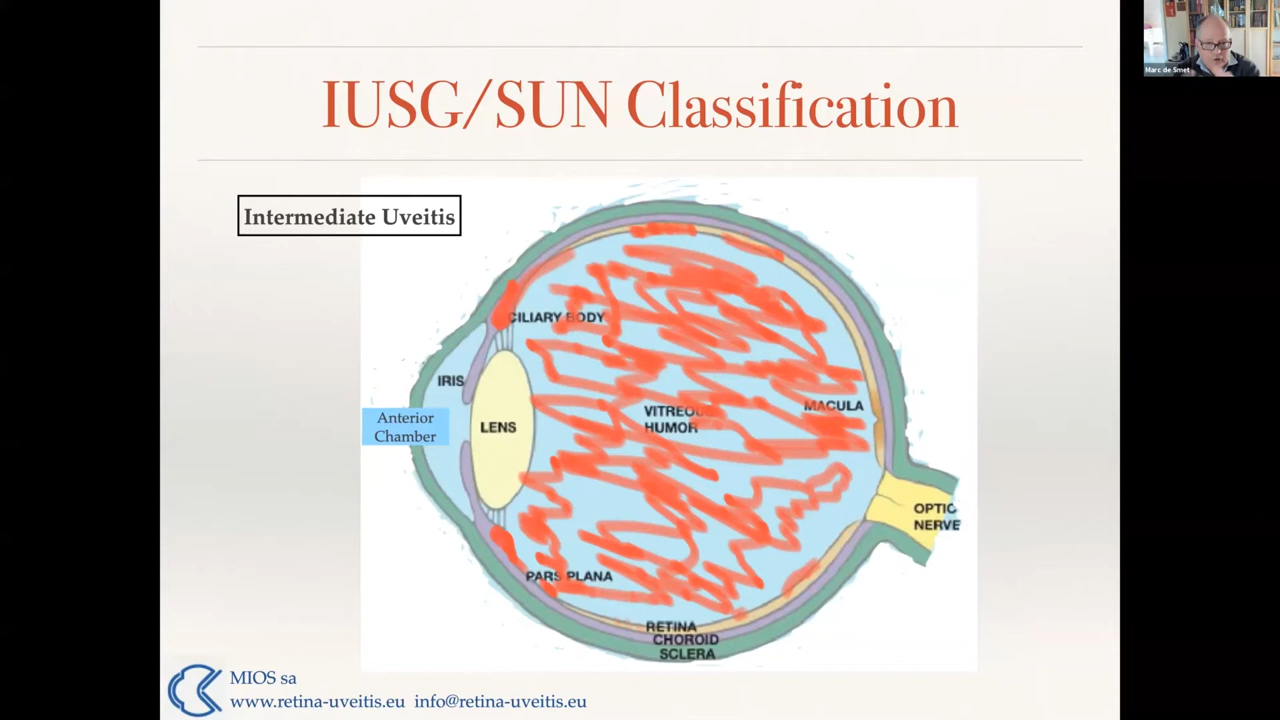 Marc de Smet
IUSG/SUN Classification
Intermediate Uveitis
CILIARY BODY
IRIS
Anterior
Chamber
LENS
VITREOUS
HUMOR
MACULA
OPTIC
NERVE
PARS PLANA
RETINA
CHOROID
SCLERA
MIOS sa
www.retina-uveitis.eu info@retina-uveitis.eu